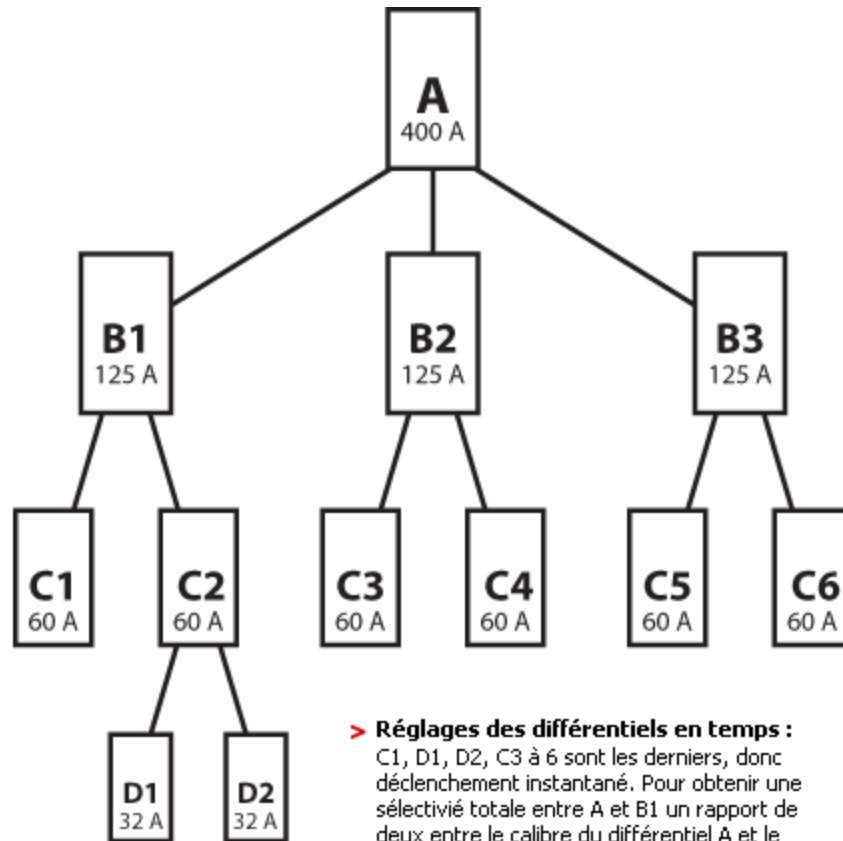 A
400 A
B1
125 A
B2
125 A
B3
125 A
C1
60 A
C2
60 A
C3
60 A
C4
60 A
C5
60 A
C6
60 A
D1
32 A
D2
32 A
> Réglages des différentiels en temps :
C1, D1, D2, C3 à 6 sont les derniers, donc
déclenchement instantané. Pour obtenir une
sélectivié totale entre A et B1 un rapport de
deux entre le calibre du différentiel A et le